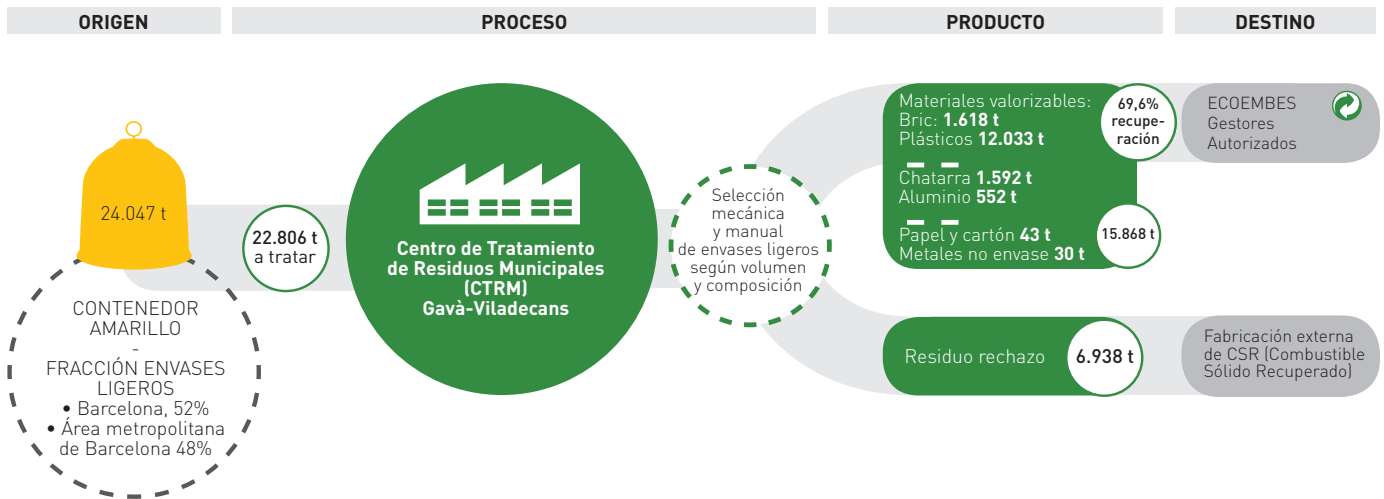 ORIGEN
PROCESO
PRODUCTO
DESTINO
24.047 t
CONTENEDOR
AMARILLO
-
FRACCIÓN ENVASES
LIGEROS
• Barcelona, 52%
• Área metropolitana
de Barcelona 48%
22.806 t
a tratar
Centro de Tratamiento
de Residuos Municipales
(CTRM)
Gavà-Viladecans
Selección
mecánica
y manual
de envases ligeros
según volumen
y composición
Materiales valorizables:
Bric: 1.618 t
Plásticos 12.033 t
Chatarra 1.592 t
Aluminio 552 t
Papel y cartón 43 t
Metales no envase 30 t
69,6%
recupe-
ración
15.868 t
ECOEMBES
Gestores
Autorizados
Residuo rechazo
6.938 t
Fabricación externa
de CSR (Combustible
Sólido Recuperado)